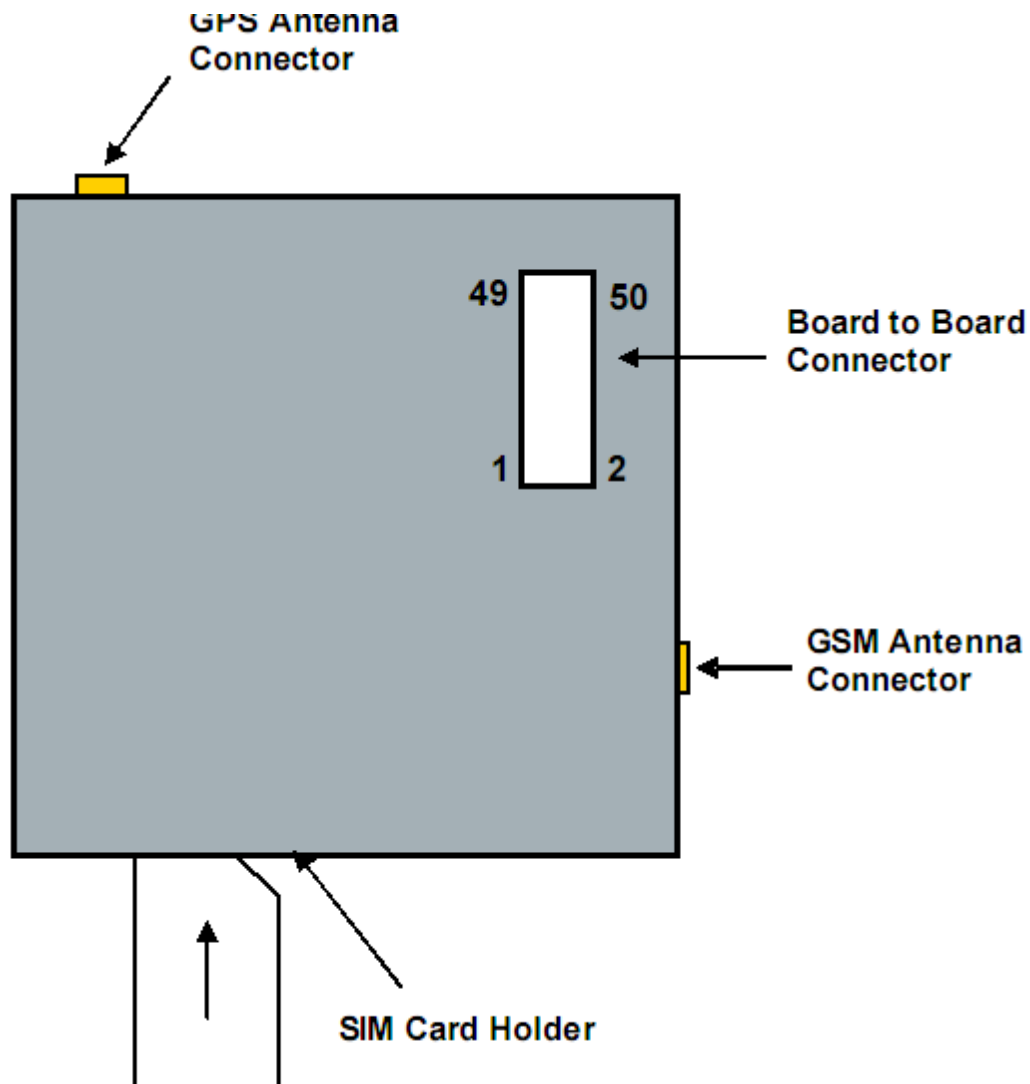 GPS Antenna
Connector
49
50
Board to Board
Connector
1
2
GSM Antenna
Connector
SIM Card Holder